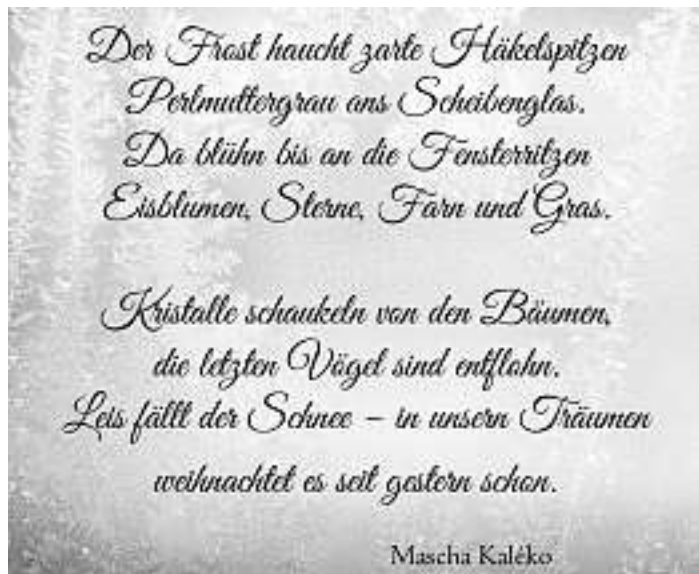 Der Frost haucht zarte Häkelspitzen
Perlmuttergrau ans Scheibenglas.
Da blühn bis an die Fensterritzen
Eisblumen, Sterne, Farn und Gras.
Kristalle schaukeln von den Bäumen,
die letzten Vögel sind entflohn.
Leis fällt der Schnee – in unsern Träumen
weihnachtet es seit gestern schon.
Mascha Kaléko